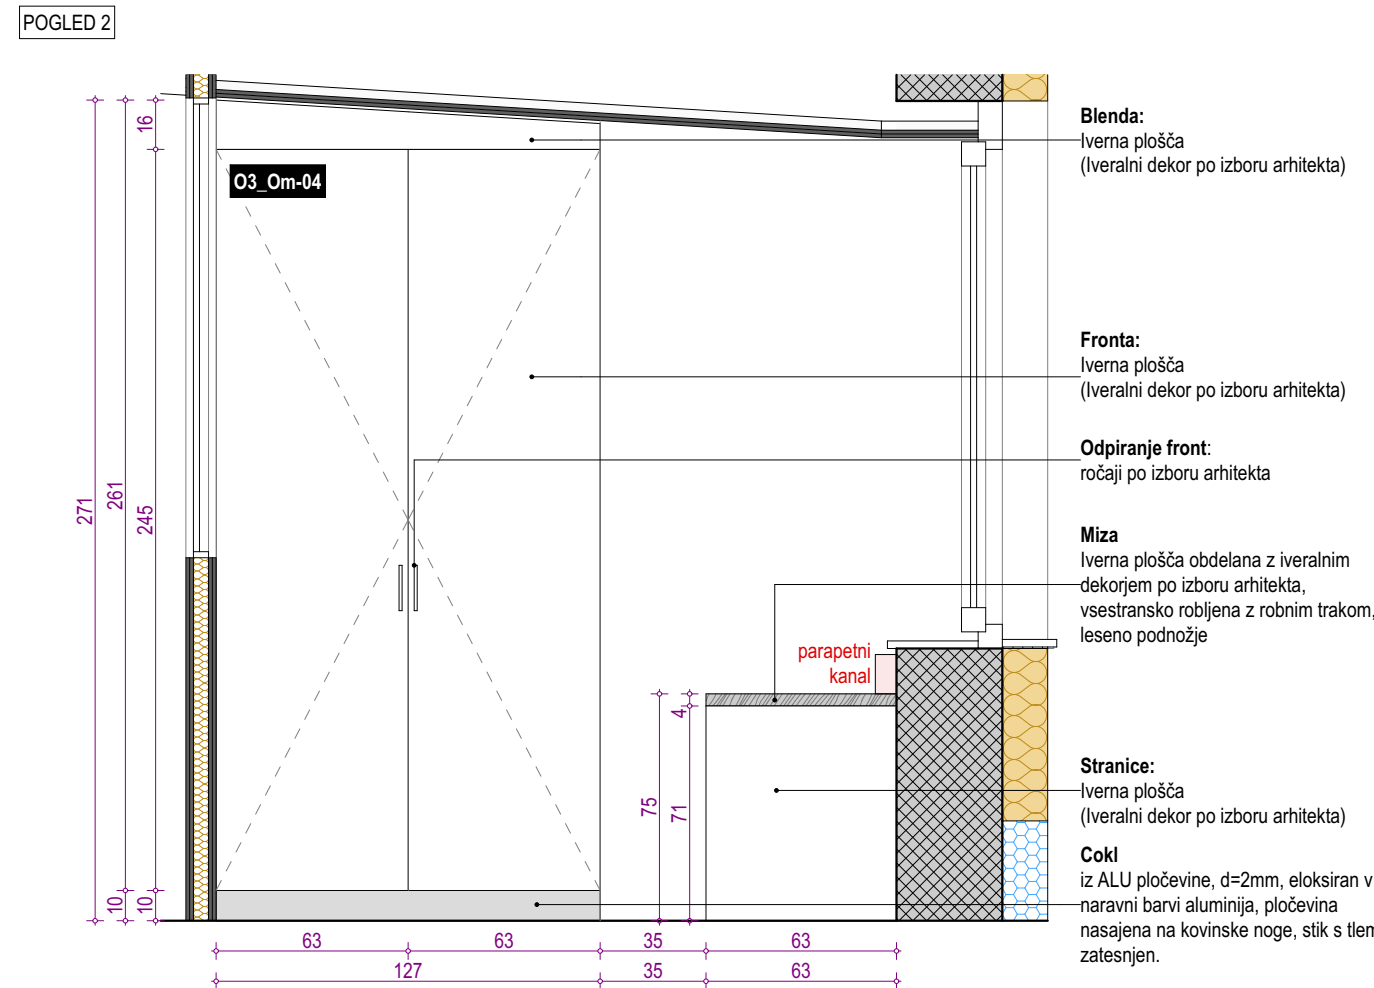 POGLED 2
Blenda:
Iverna plošča
(Iveralni dekor po izboru arhitekta)
O3_Om-04
Fronta:
Iverna plošča
(Iveralni dekor po izboru arhitekta)
Odpiranje front:
ročaji po izboru arhitekta
Miza
Iverna plošča obdelana z iveralnim
dekorjem po izboru arhitekta,
vsestransko robljena z robnim trakom,
leseno podnožje
parapetni
kanal
Stranice:
Iverna plošča
(Iveralni dekor po izboru arhitekta)
Cokl
iz ALU pločevine, d=2mm, eloksiran v
naravni barvi aluminija, pločevina
nasajena na kovinske noge, stik s tlem
zatesnjen.
271
261
10
16
245
10
75
4
71
63
63
35
63
127
35
63